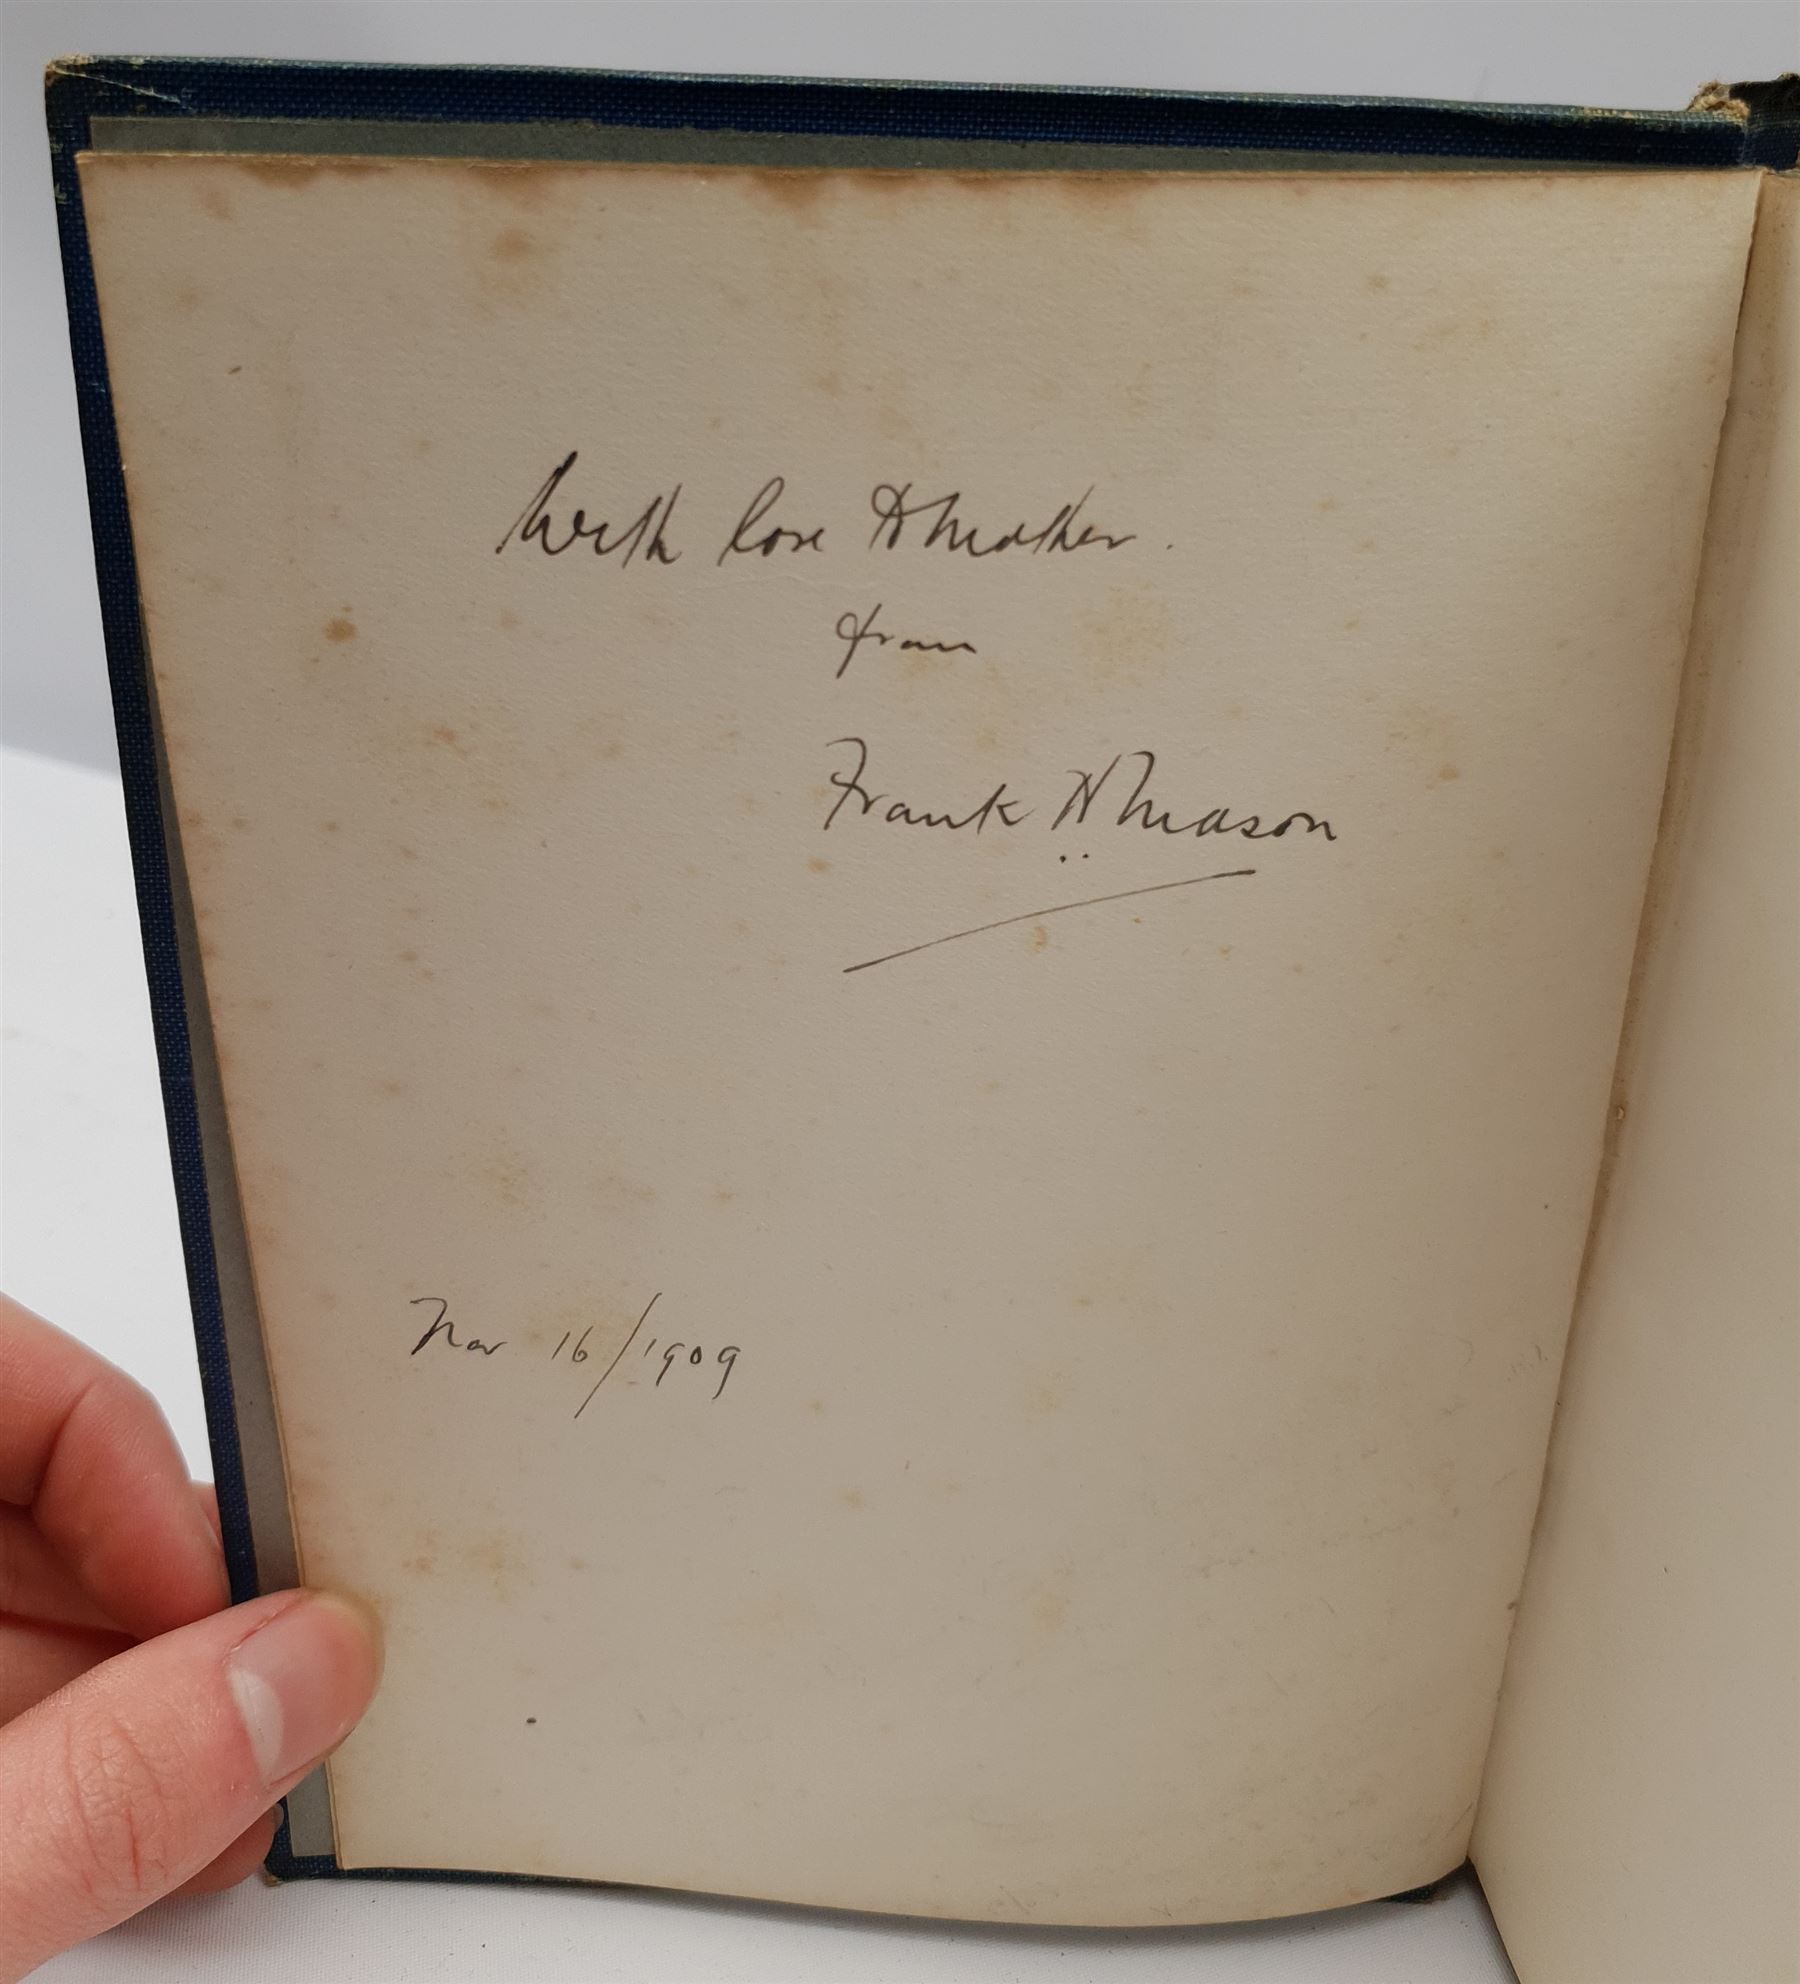 With love to Mother.
from
Frank H Mason
Nov 16/1909